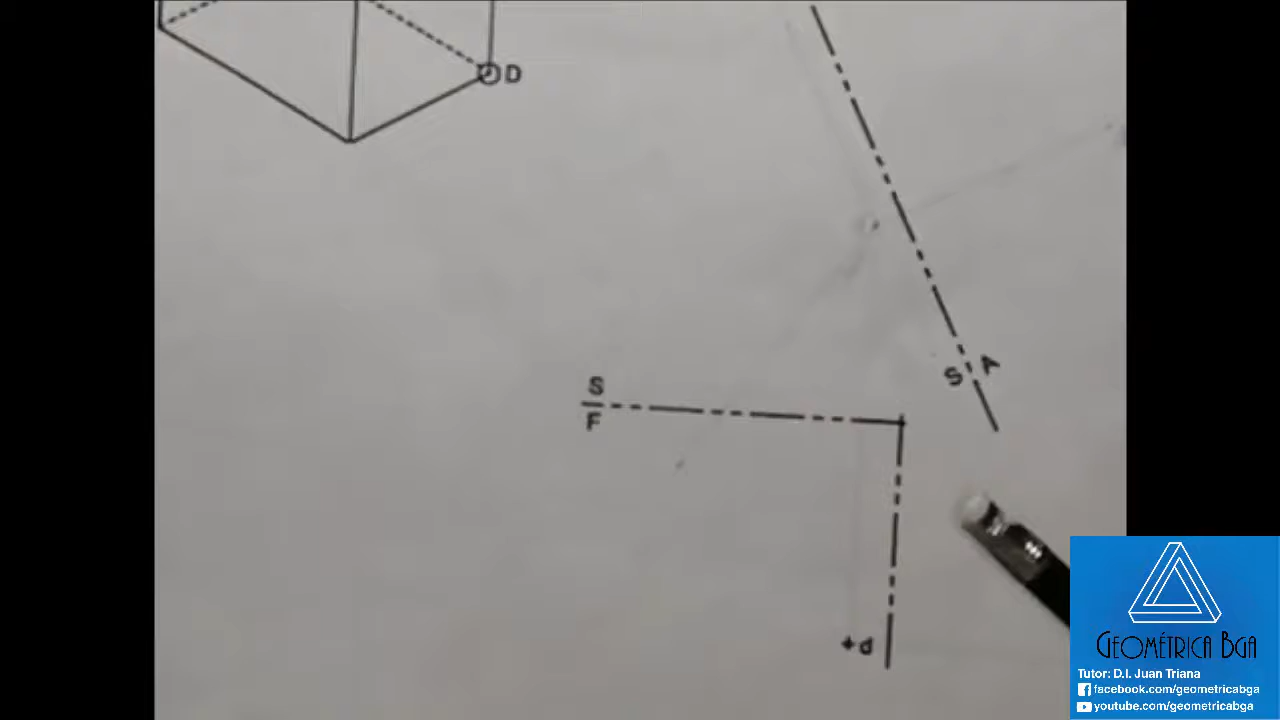 D
S A
S
F
+d
GEOMÉTRICA BGA
Tutor: D.I. Juan Triana
facebook.com/geometricabga
youtube.com/geometricabga